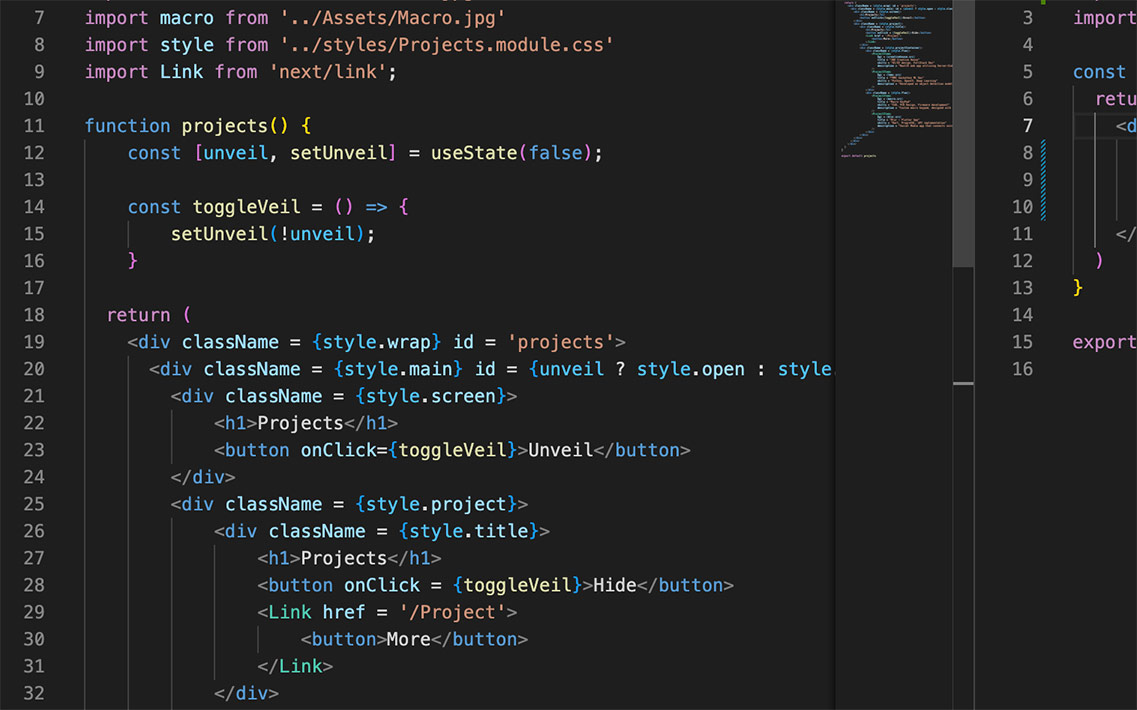 7 import macro from '../Assets/Macro.jpg'
8 import style from '../styles/Projects.module.css'
9 import Link from 'next/link';
10
11 function projects() {
12 const [unveil, setUnveil] = useState(false);
13
14 const toggleVeil = () => {
15 setUnveil(!unveil);
16 }
17
18 return (
19 <div className = {style.wrap} id = 'projects'>
20 <div className = {style.main} id = {unveil ? style.open : style.
21 <div className = {style.screen}>
22 <h1>Projects</h1>
23 <button onClick={toggleVeil}>Unveil</button>
24 </div>
25 <div className = {style.project}>
26 <div className = {style.title}>
27 <h1>Projects</h1>
28 <button onClick = {toggleVeil}>Hide</button>
29 <Link href = '/Project'>
30 <button>More</button>
31 </Link>
32 </div>
3 import
4
5 const
6 retu
7 <d
8
9
10
11 </
12 )
13 }
14
15 export
16